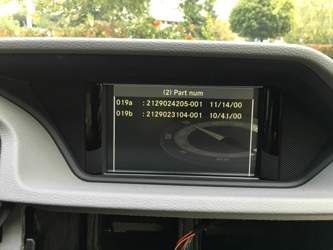 (2) Part num
019a : 2129024205-001 11/14/00
019b : 2129023104-001 10/41/00